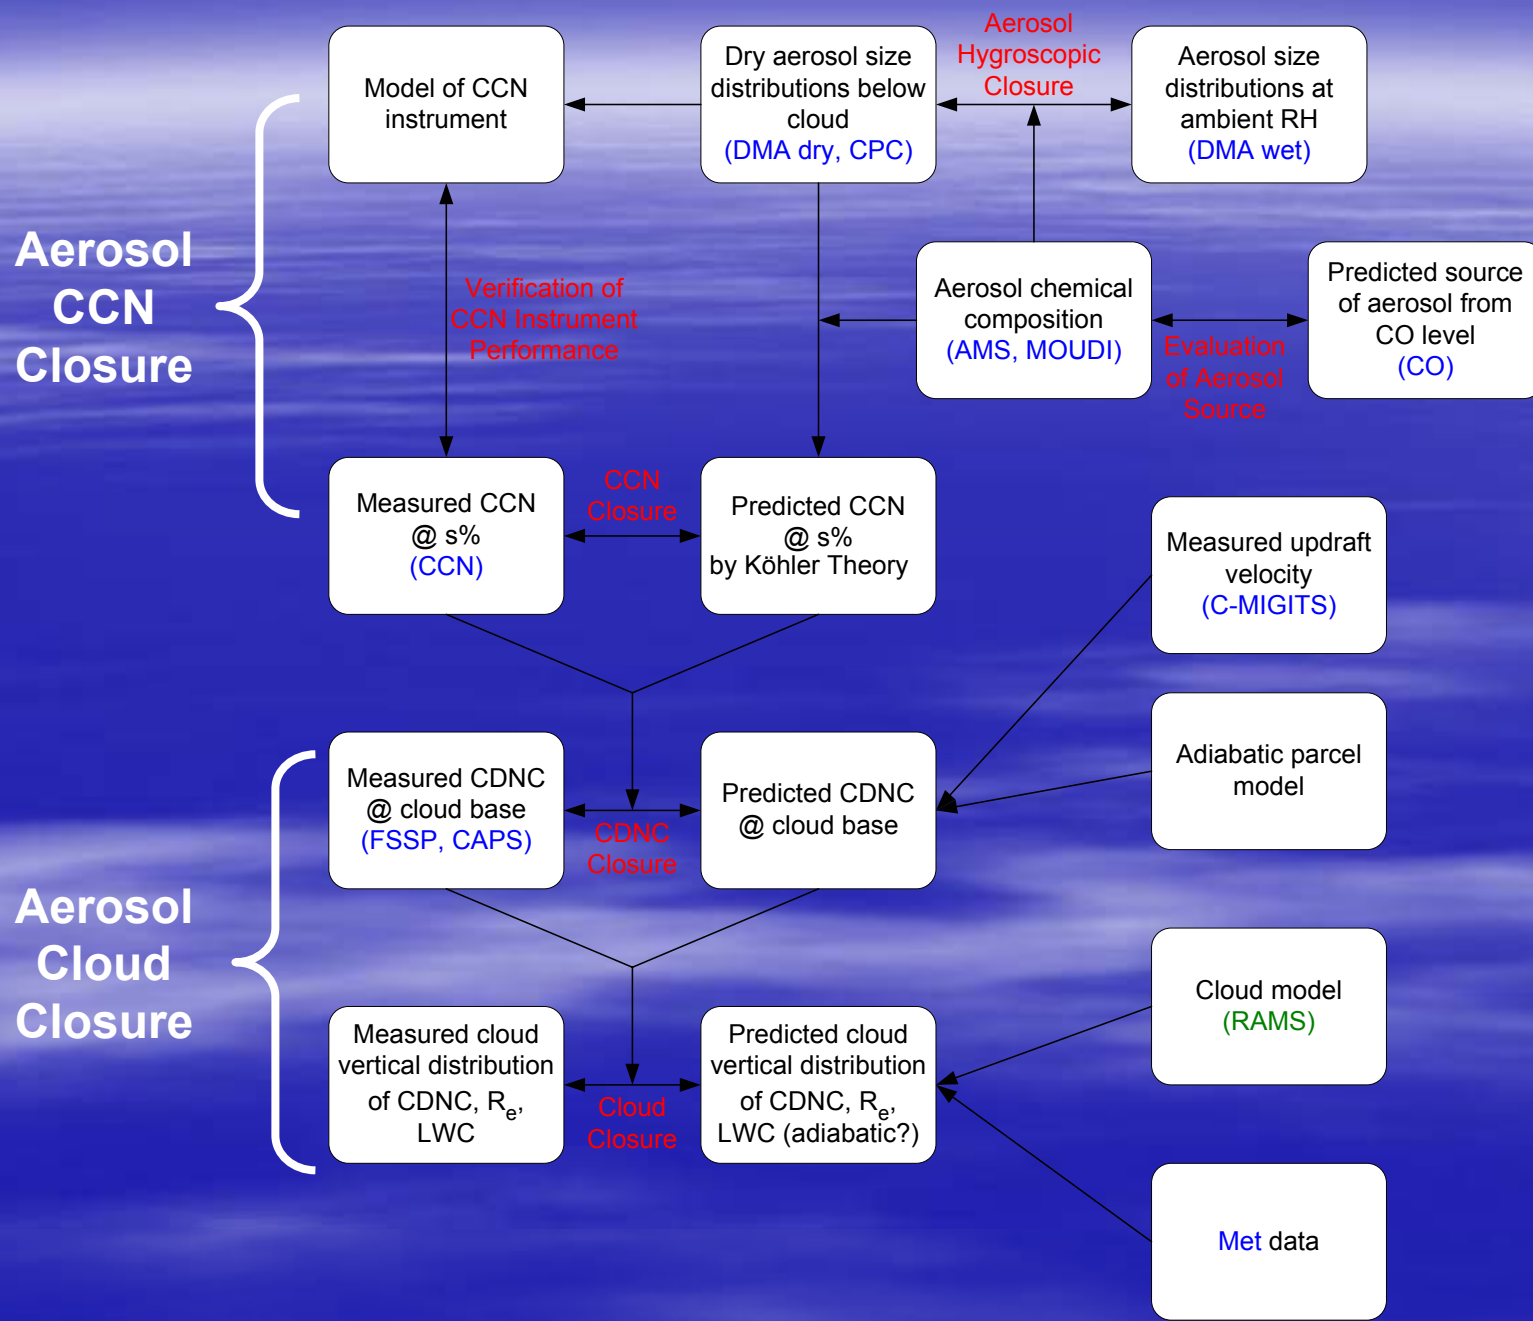 Aerosol
CCN
Closure
Model of CCN
instrument
Dry aerosol size
distributions below
cloud
(DMA dry, CPC)
Aerosol
Hygroscopic
Closure
Aerosol size
distributions at
ambient RH
(DMA wet)
Verification of
CCN Instrument
Performance
Aerosol chemical
composition
(AMS, MOUDI)
Evaluation
of Aerosol
Source
Predicted source
of aerosol from
CO level
(CO)
Measured CCN
@ s%
(CCN)
CCN
Closure
Predicted CCN
@ s%
by Köhler Theory
Measured updraft
velocity
(C-MIGITS)
Aerosol
Cloud
Closure
Measured CDNC
@ cloud base
(FSSP, CAPS)
CDNC
Closure
Predicted CDNC
@ cloud base
Adiabatic parcel
model
Measured cloud
vertical distribution
of CDNC, Re,
LWC
Cloud
Closure
Predicted cloud
vertical distribution
of CDNC, Re,
LWC (adiabatic?)
Cloud model
(RAMS)
Met data